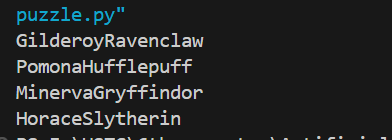 puzzle.py"
GilderoyRavenclaw
PomonaHufflepuff
MinervaGryffindor
HoraceSlytherin